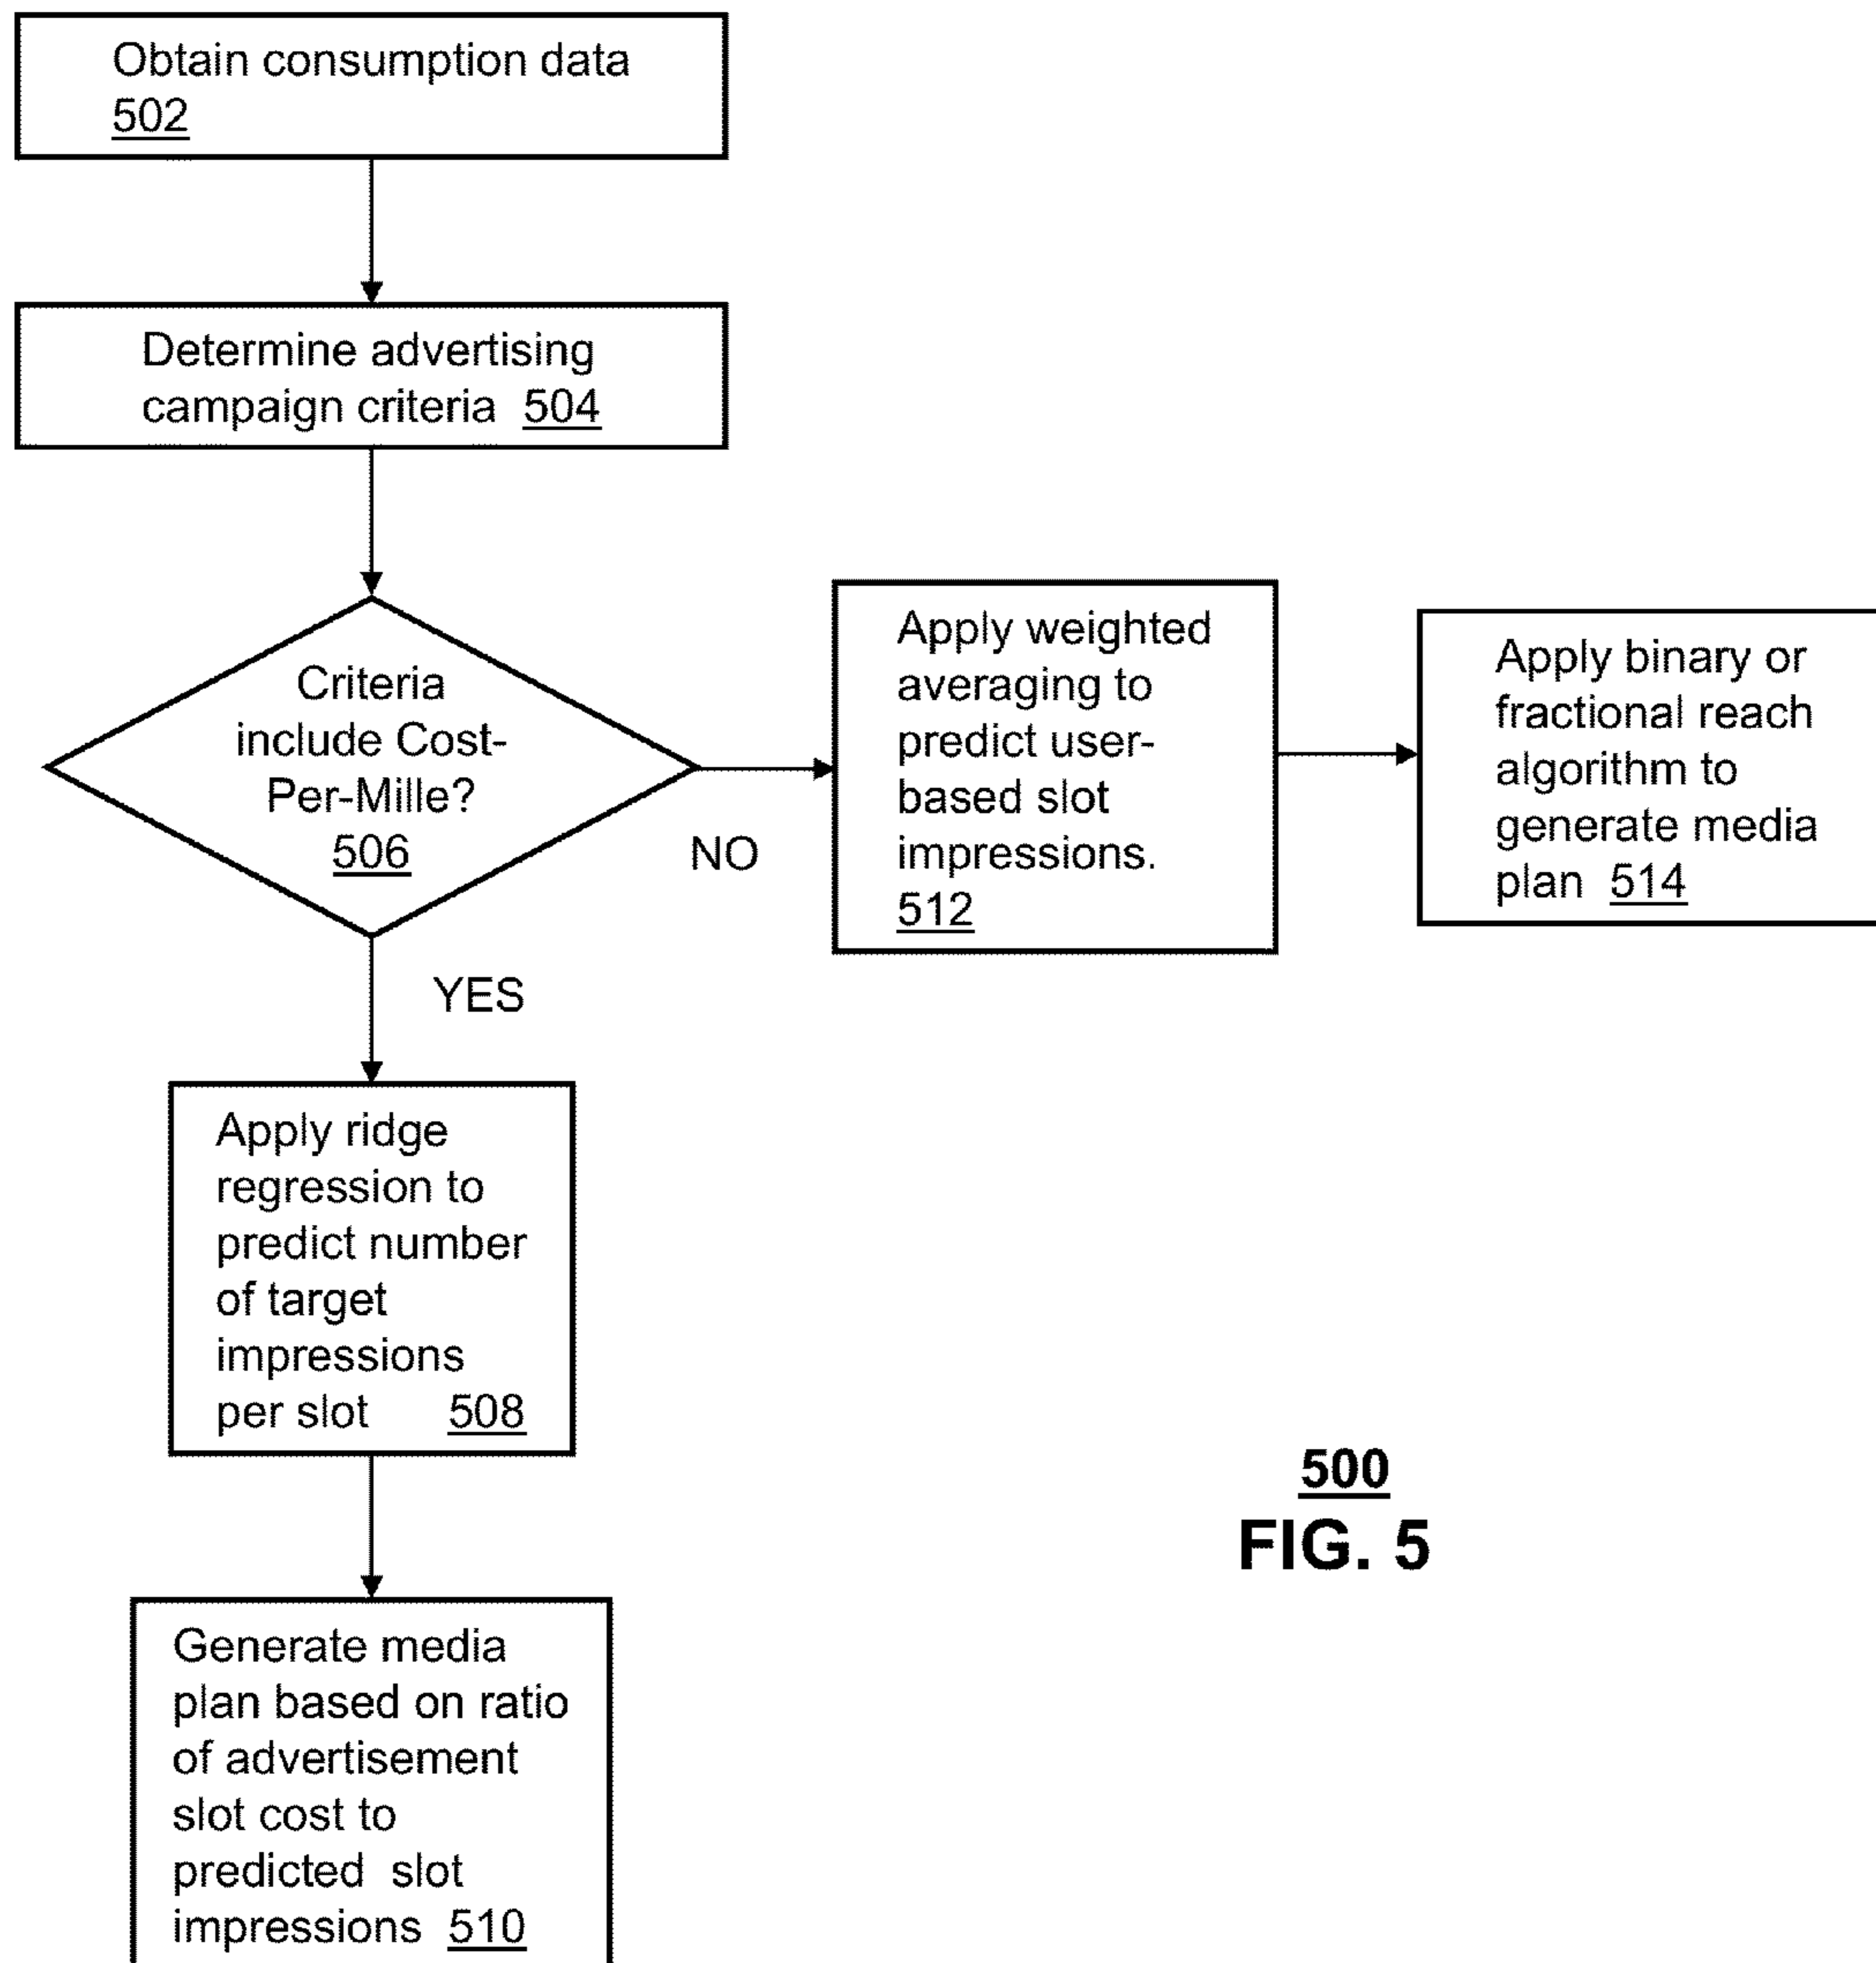 Obtain consumption data
502
Determine advertising
campaign criteria 504
Criteria
include Cost-
Per-Mille?
506
NO
Apply weighted
averaging to
predict user-
based slot
impressions.
512
Apply binary or
fractional reach
algorithm to
generate media
plan 514
YES
Apply ridge
regression to
predict number
of target
impressions
per slot 508
Generate media
plan based on ratio
of advertisement
slot cost to
predicted slot
impressions 510
500
FIG. 5